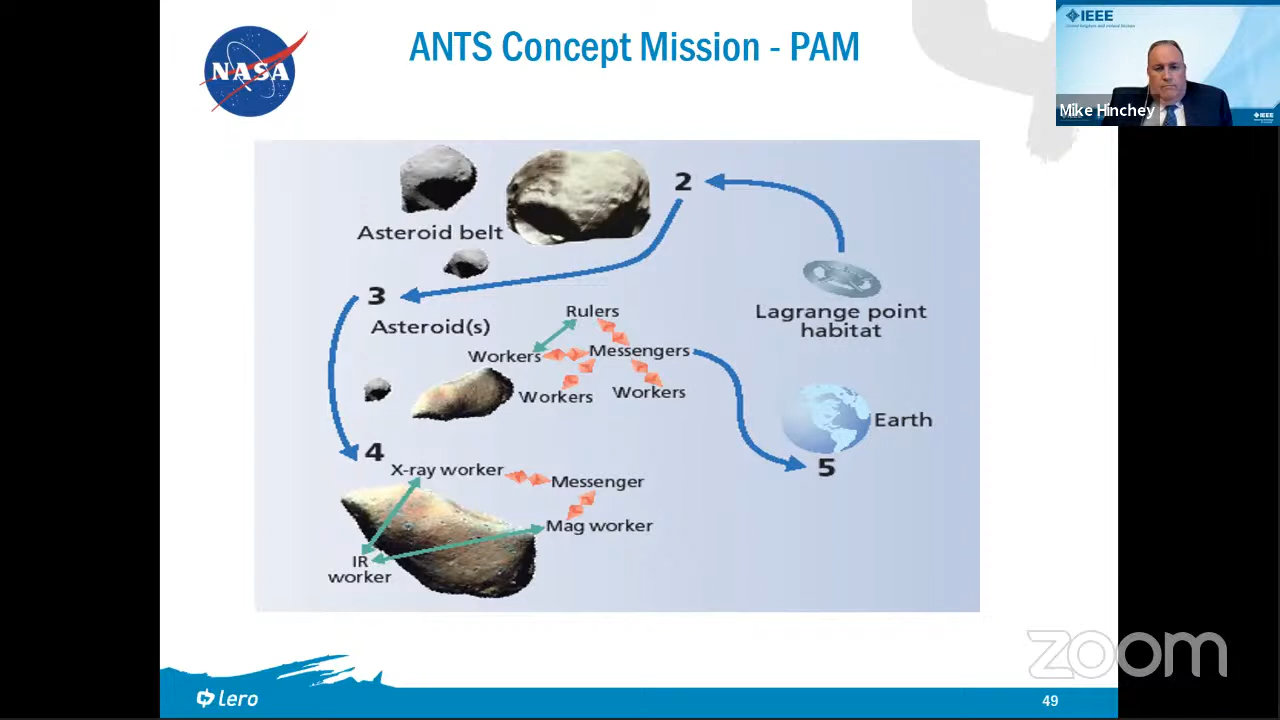 NASA
ANTS Concept Mission - PAM
IEEE
Mike Hinchey
IEEE
2
Asteroid belt
3
Lagrange point
habitat
Rulers
Asteroid(s)
Workers
Messengers
Workers
Workers
Earth
4
5
X-ray worker
Messenger
Mag worker
IR
worker
zoom
lero
49